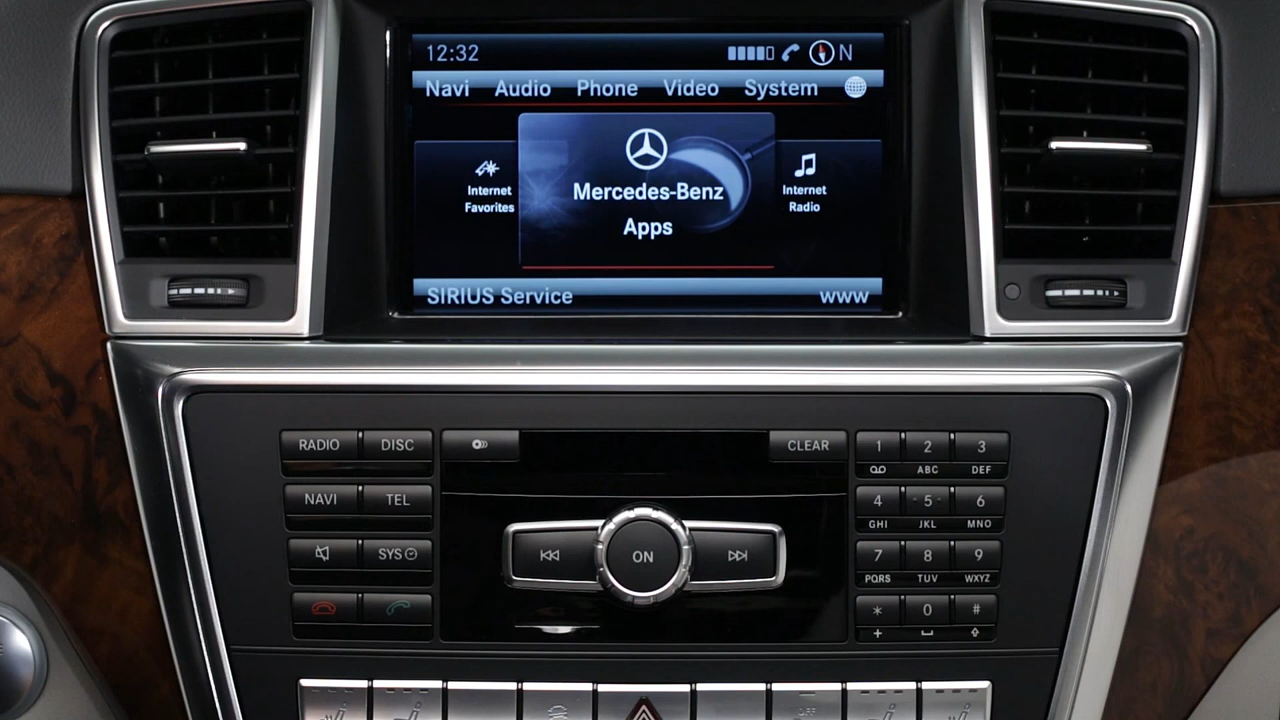 12:32 N
Navi Audio Phone Video System
Internet
Favorites
Mercedes-Benz
Apps
Internet
Radio
SIRIUS Service www
RADIO DISC CLEAR 1 2 3
ABC DEF
NAVI TEL 4 5 6
GHI JKL MNO
SYS ON 7 8 9
PQRS TUV WXYZ
* 0 #
+
OFF